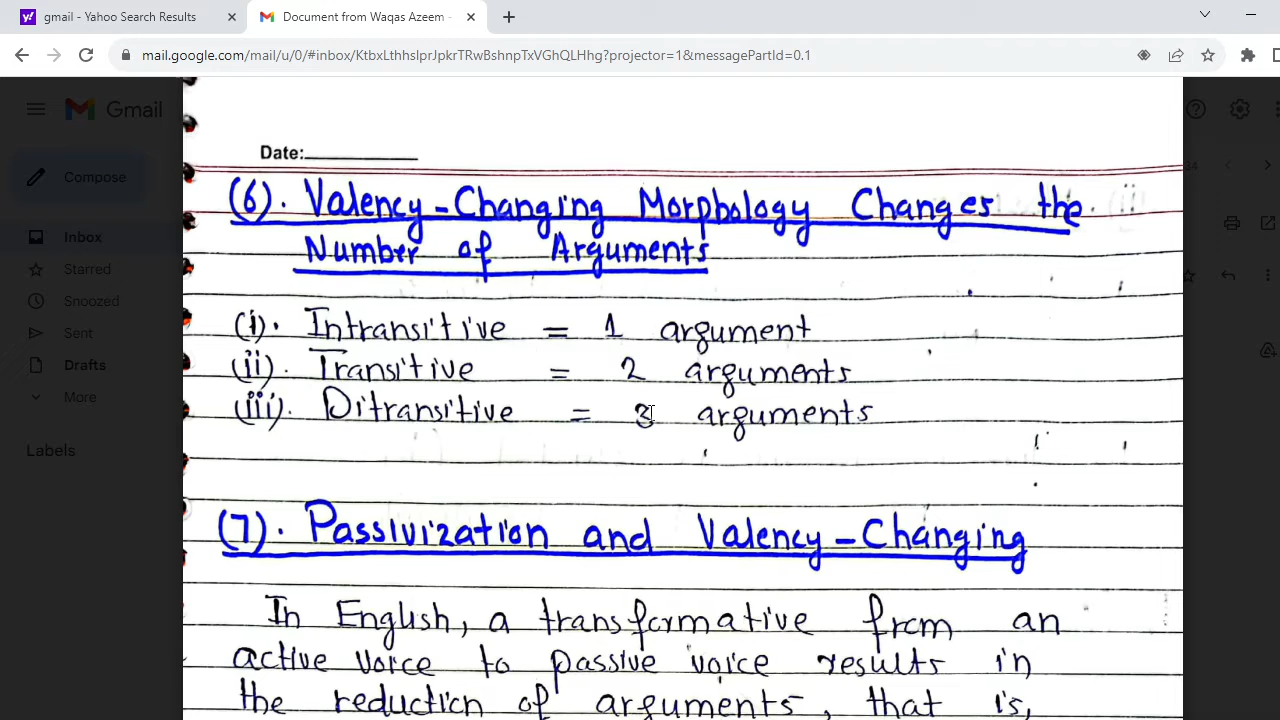 gmail - Yahoo Search Results
Document from Waqas Azeem -
mail.google.com/mail/u/0/#inbox/KtbxLthhslprJpkrTRwBshnpTxVGhQLHhg?projector=1&messagePartId=0.1
Gmail
Compose
Inbox
Starred
Snoozed
Sent
Drafts
More
Labels
Date:
(6). Valency-Changing Morphology Changes the
Number of Arguments
(i). Intransitive = 1 argument
(ii). Transitive = 2 arguments
(iii). Ditransitive = 3 arguments
(7). Passivization and Valency-Changing
In English, a transformative from an
active voice to passive voice results in
the reduction of arguments, that is,